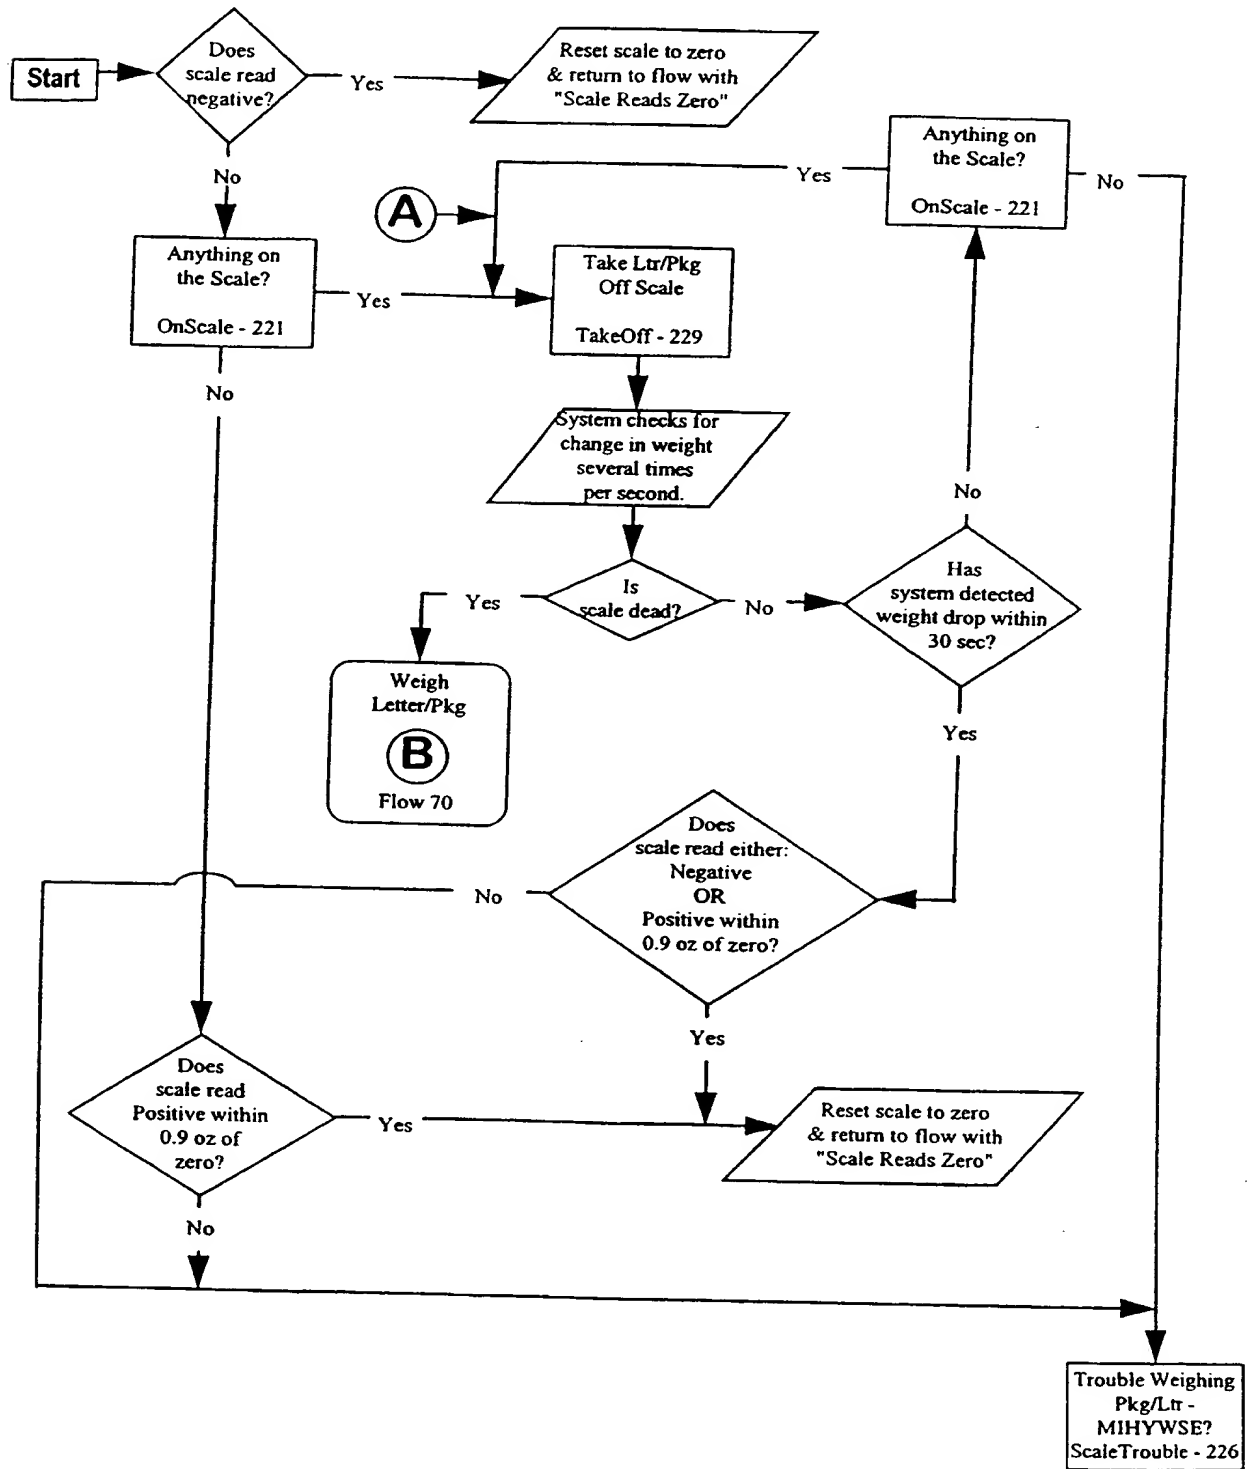 Start
Does
scale read
negative?
Yes
Reset scale to zero
& return to flow with
"Scale Reads Zero"
No
Anything on
the Scale?
OnScale - 221
Yes
No
A
Anything on
the Scale?
OnScale - 221
Yes
Take Ltr/Pkg
Off Scale
TakeOff - 229
No
System checks for
change in weight
several times
per second.
No
Is
scale dead?
Yes
No
Has
system detected
weight drop within
30 sec?
Weigh
Letter/Pkg
B
Flow 70
Yes
Does
scale read either:
Negative
OR
Positive within
0.9 oz of zero?
No
Yes
Does
scale read
Positive within
0.9 oz of
zero?
Yes
Reset scale to zero
& return to flow with
"Scale Reads Zero"
No
Trouble Weighing
Pkg/Ltr -
MIHYWSE?
ScaleTrouble - 226